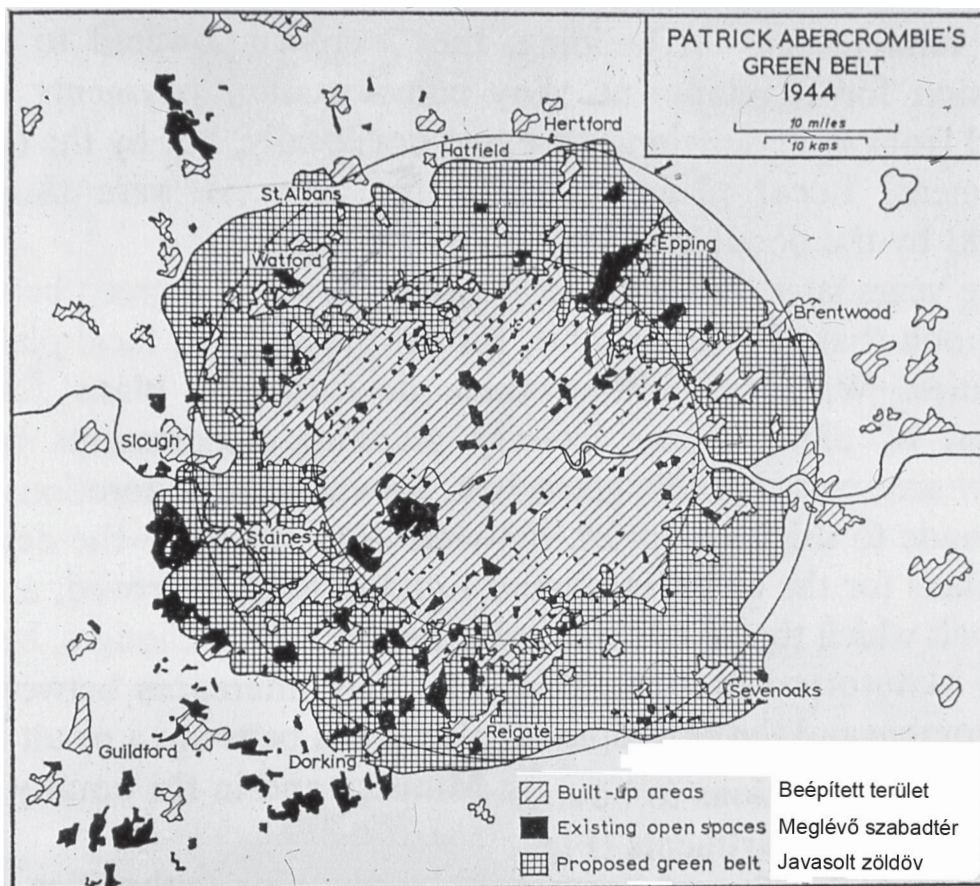 PATRICK ABERCROMBIE'S
GREEN BELT
1944
10 miles
10 kms
Hertford
Hatfield
St.Albans
Epping
Watford
Brentwood
Slough
Staines
Sevenoaks
Reigate
Guildford
Dorking
Built-up areas Beépített terület
Existing open spaces Meglévő szabadtér
Proposed green belt Javasolt zöldöv